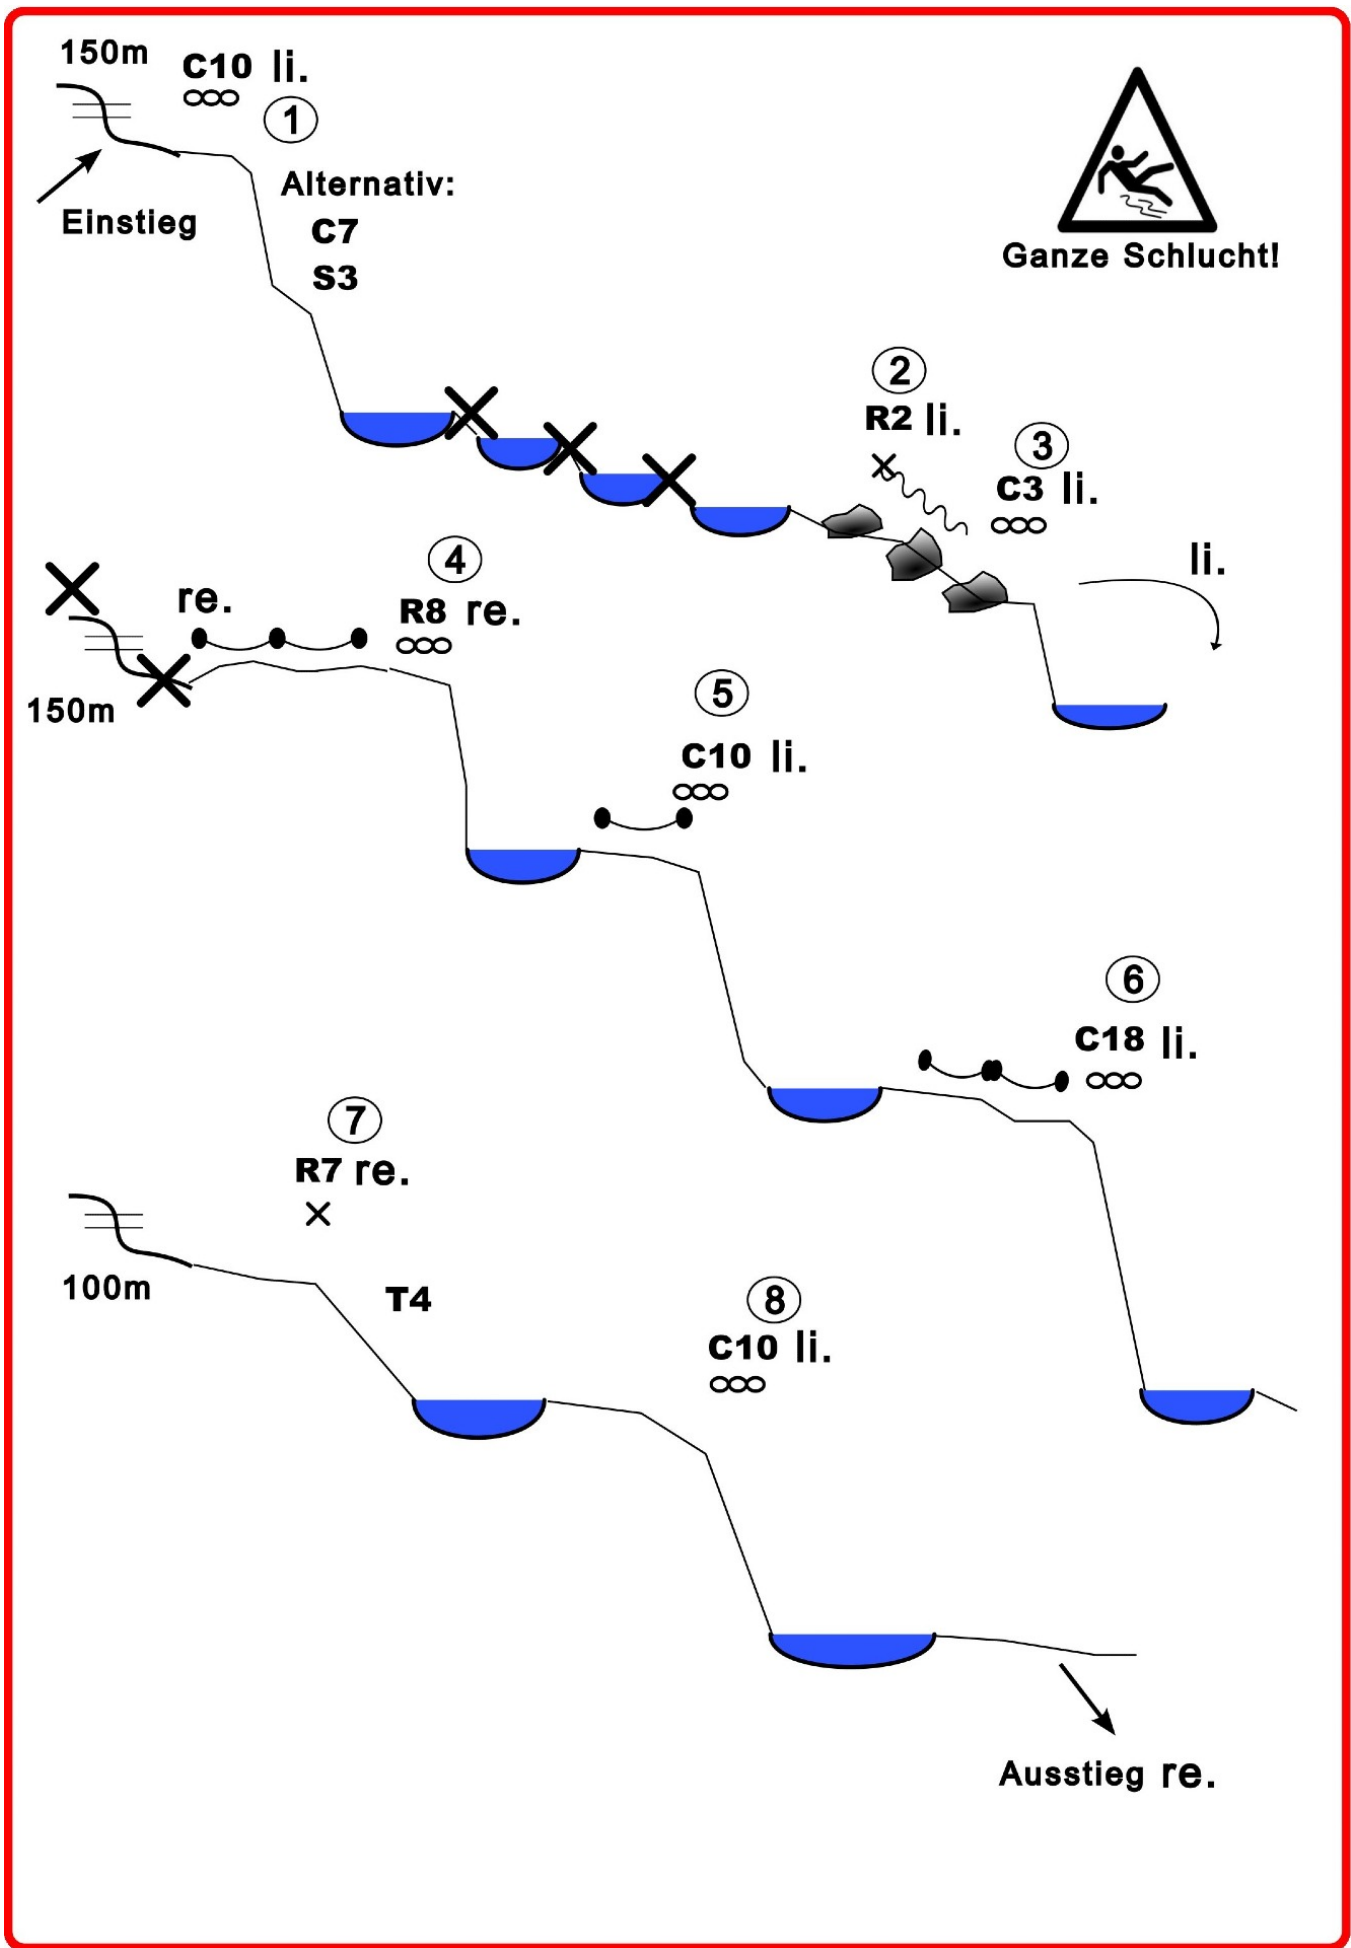 150m
C10 li.
1
Einstieg
Alternativ:
C7
S3
Ganze Schlucht!
2
R2 li.
3
C3 li.
li.
re.
150m
4
R8 re.
5
C10 li.
6
C18 li.
7
R7 re.
100m
T4
8
C10 li.
Ausstieg re.